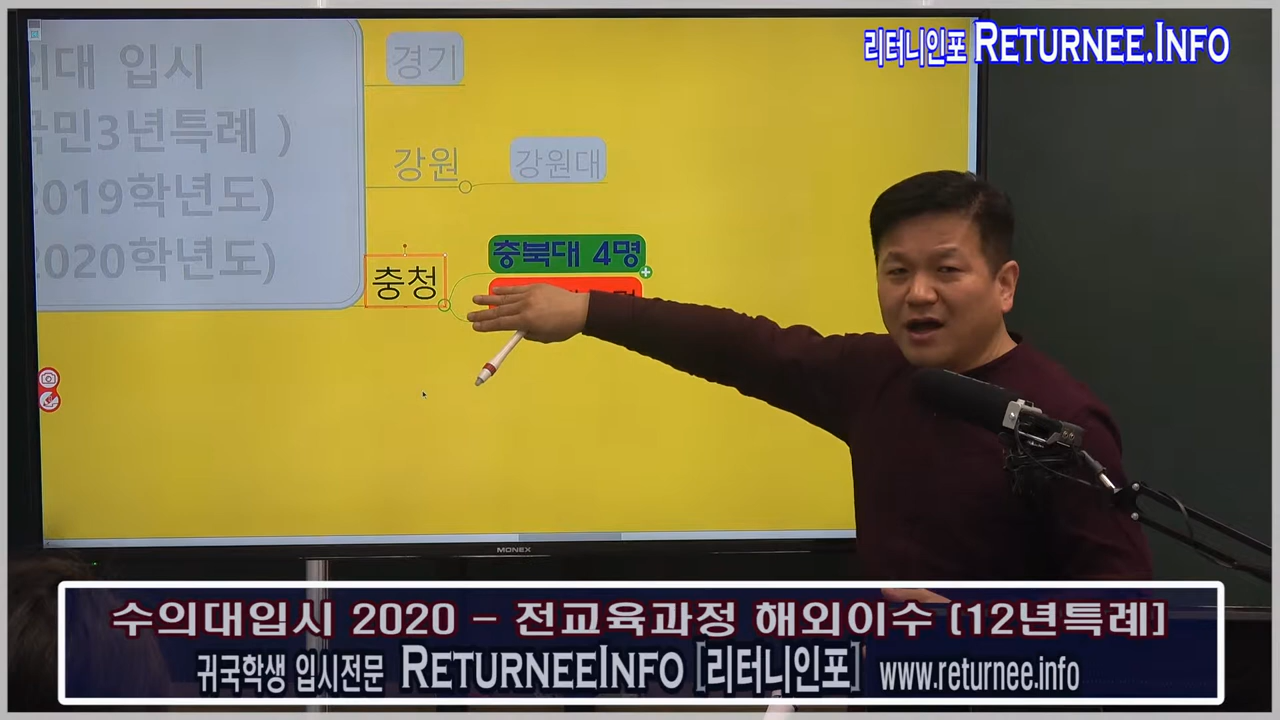 리터니인포 RETURNEE.INFO
의대 입시
국민3년특례 )
2019학년도)
2020학년도)
경기
강원
강원대
충청
충북대 4명
MONEX
수의대입시 2020 - 전교육과정 해외이수 [12년특례]
귀국학생 입시전문 RETURNEEINFO [리터니인포] www.returnee.info